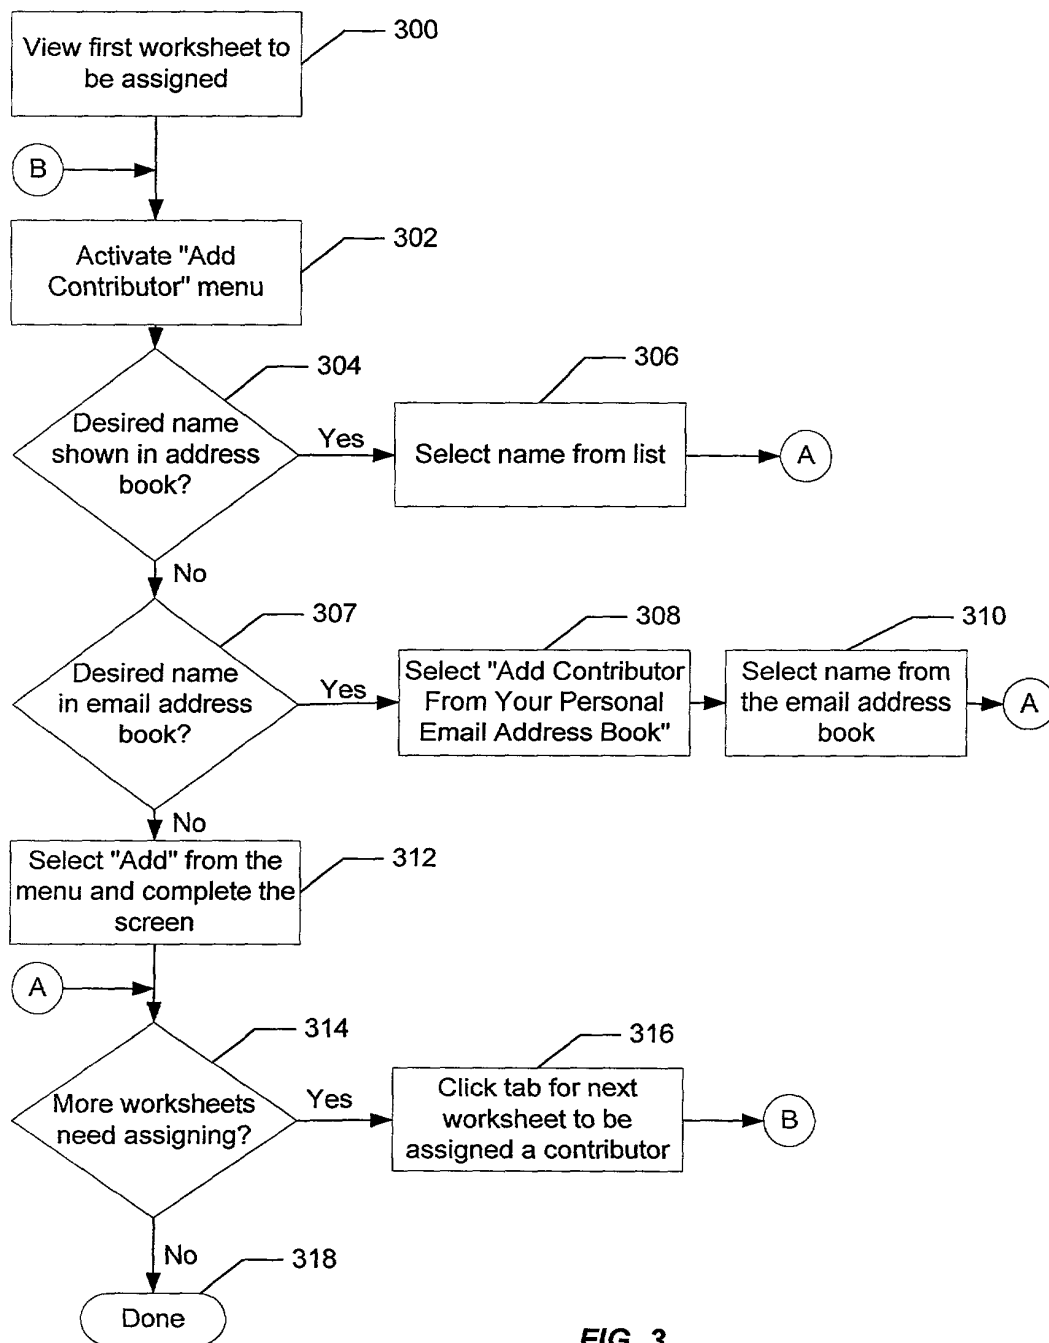 View first worksheet to
be assigned
300
B
Activate "Add
Contributor" menu
302
304
Desired name
shown in address
book?
Yes
306
Select name from list
A
No
307
Desired name
in email address
book?
Yes
308
Select "Add Contributor
From Your Personal
Email Address Book"
310
Select name from
the email address
book
A
No
Select "Add" from the
menu and complete the
screen
312
A
314
More worksheets
need assigning?
Yes
316
Click tab for next
worksheet to be
assigned a contributor
B
No
318
Done
FIG. 3